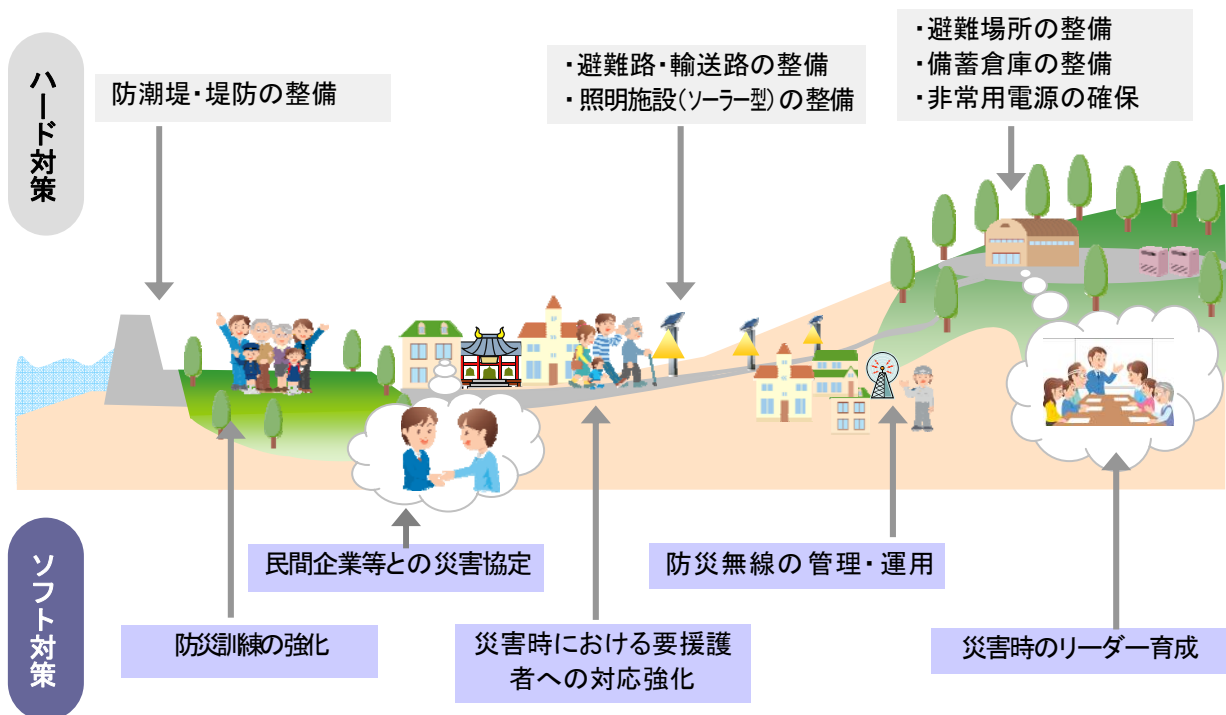 ハード対策
防潮堤・堤防の整備
・避難路・輸送路の整備
・照明施設(ソーラー型)の整備
・避難場所の整備
・備蓄倉庫の整備
・非常用電源の確保
ソフト対策
民間企業等との災害協定
防災無線の管理・運用
防災訓練の強化
災害時における要援護
者への対応強化
災害時のリーダー育成